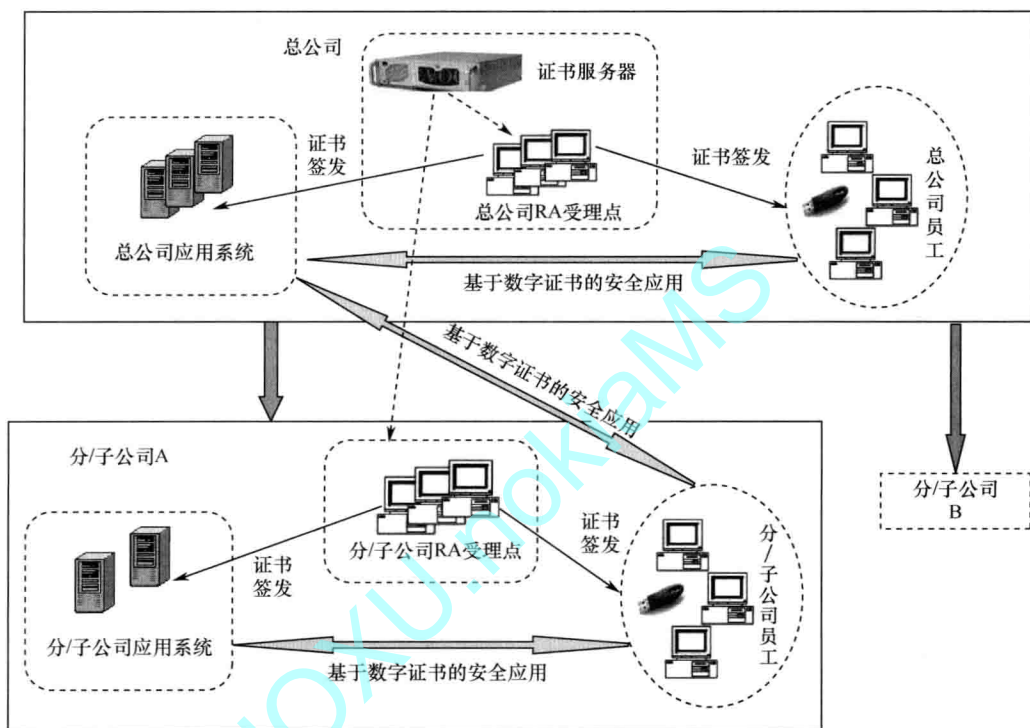 总公司
证书服务器
证书
签发
证书签发
总公司RA受理点
总公司应用系统
总公司员工
基于数字证书的安全应用
基于数字证书的安全应用
分/子公司A
分/子公司
B
证书
签发
证书
签发
分/子公司RA受理点
分/子公司应用系统
分/子公司员工
基于数字证书的安全应用